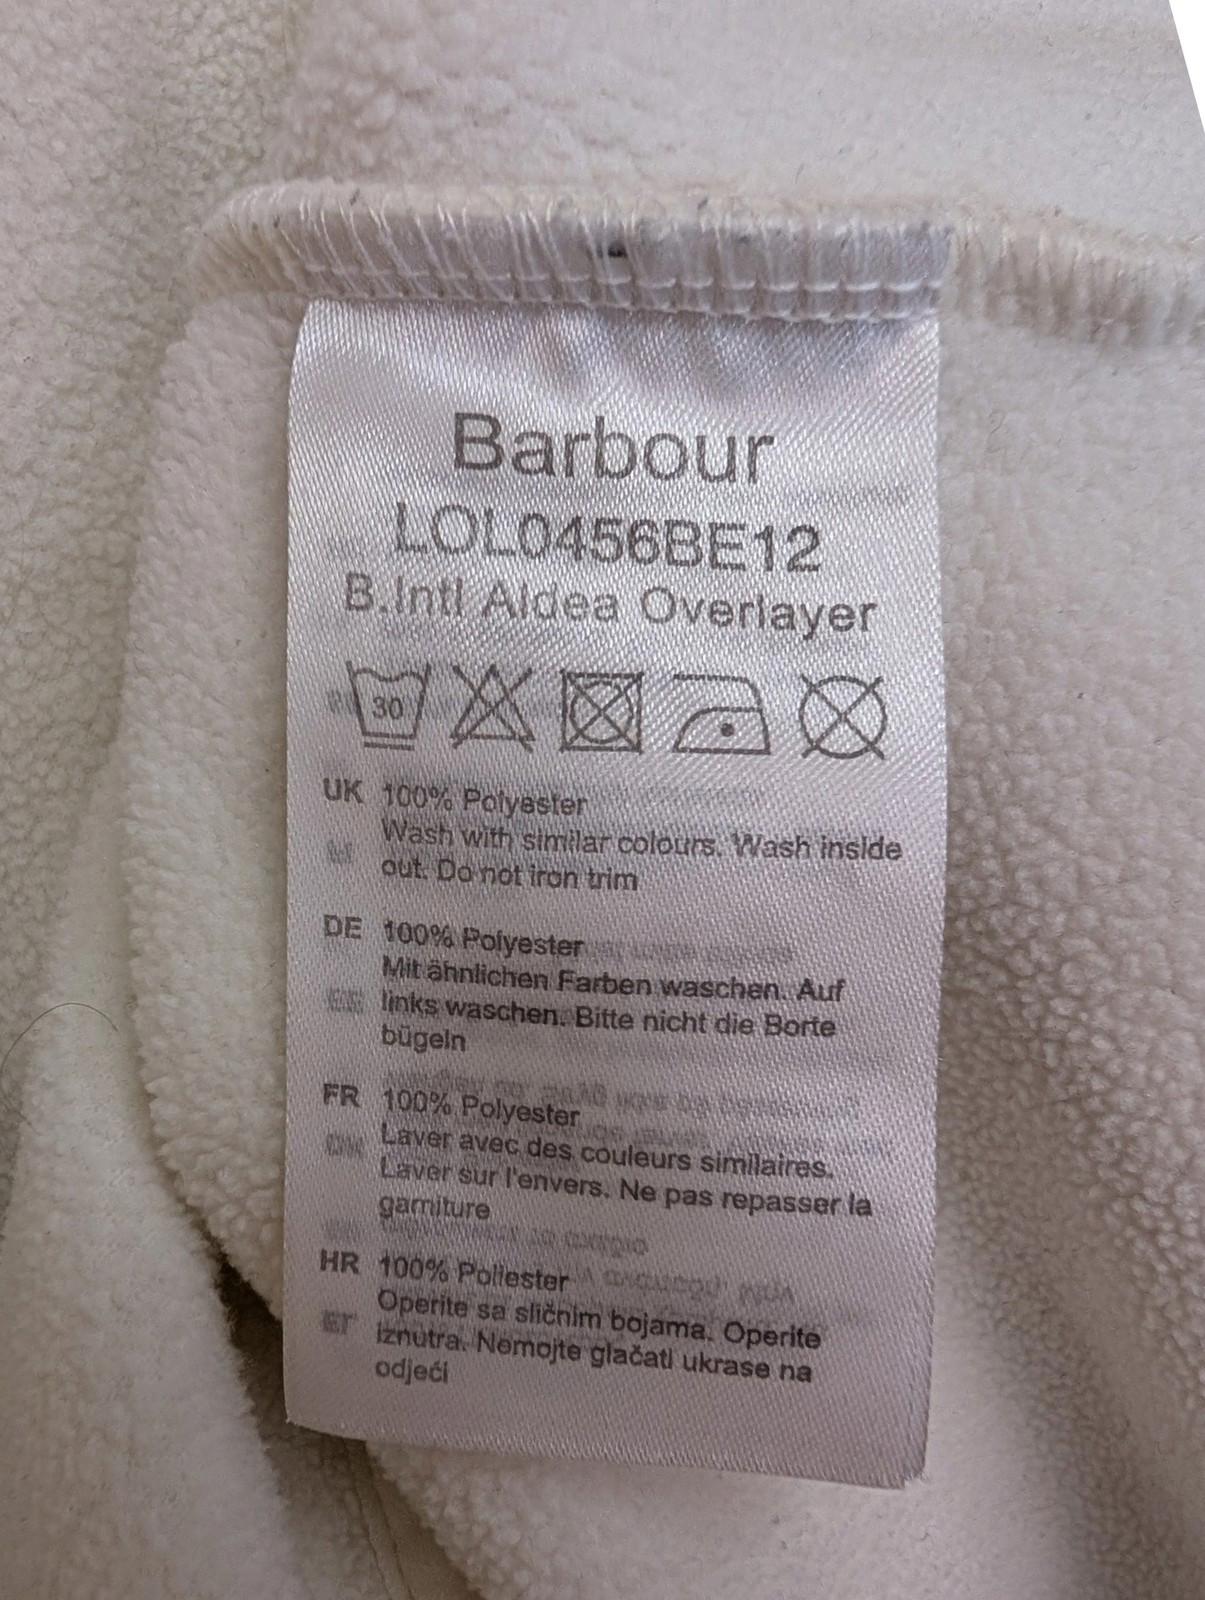 Barbour
LOL0456BE12
B.Intl Aldea Overlayer
30
UK 100% Polyester
Wash with similar colours. Wash inside
out. Do not iron trim
DE 100% Polyester
Mit ähnlichen Farben waschen. Auf
links waschen. Bitte nicht die Borte
bügeln
FR 100% Polyester
Laver avec des couleurs similaires.
Laver sur l'envers. Ne pas repasser la
garniture
HR 100% Poliester
Operite sa sličnim bojama. Operite
iznutra. Nemojte glačati ukrase na
odjeći